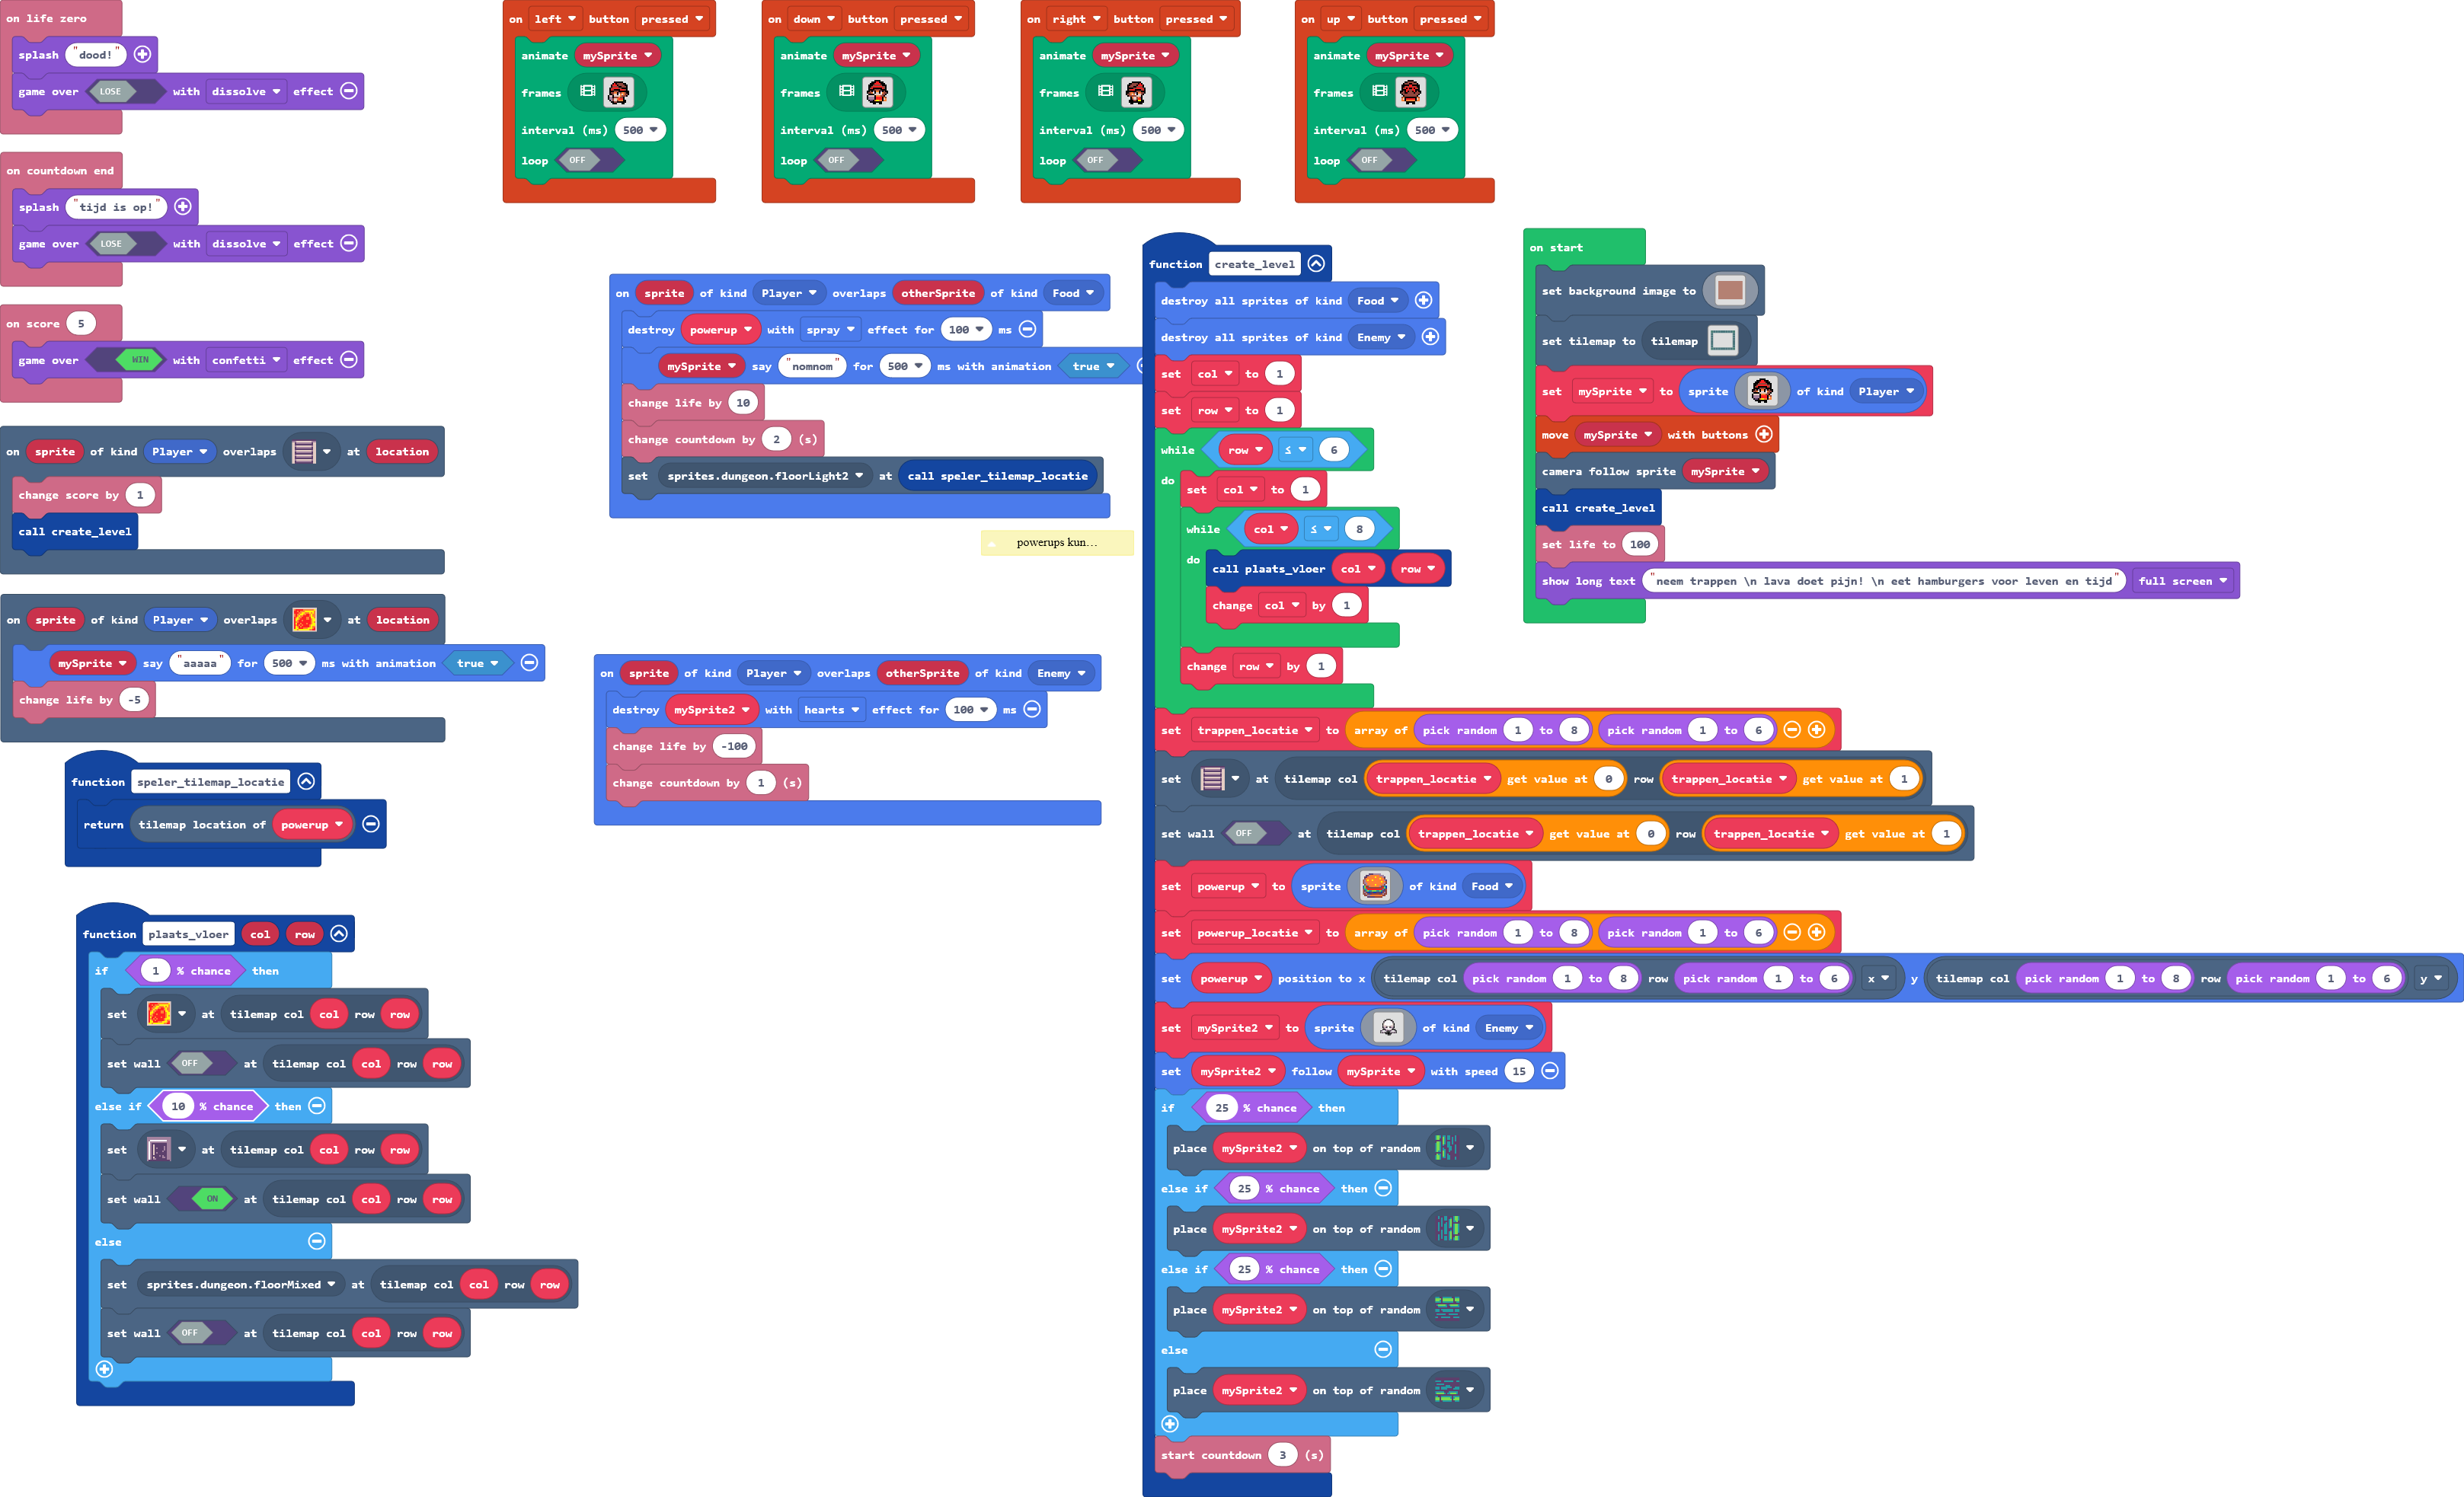 on life zero
splash "dood!"
game over LOSE with dissolve effect
on countdown end
splash "tijd is op!"
game over LOSE with dissolve effect
on score 5
game over WIN with confetti effect
on sprite of kind Player overlaps at location
change score by 1
call create_level
on sprite of kind Player overlaps at location
mySprite say "aaaaa" for 500 ms with animation true
change life by -5
function speler_tilemap_locatie
return tilemap location of powerup
function plaats_vloer col row
if 1 % chance then
set at tilemap col col row row
set wall OFF at tilemap col col row row
else if 10 % chance then
set at tilemap col col row row
set wall ON at tilemap col col row row
else
set sprites.dungeon.floorMixed at tilemap col col row row
set wall OFF at tilemap col col row row
on left button pressed
animate mySprite
frames
interval (ms) 500
loop OFF
on down button pressed
animate mySprite
frames
interval (ms) 500
loop OFF
on right button pressed
animate mySprite
frames
interval (ms) 500
loop OFF
on up button pressed
animate mySprite
frames
interval (ms) 500
loop OFF
on sprite of kind Player overlaps otherSprite of kind Food
destroy powerup with spray effect for 100 ms
mySprite say "nomnom" for 500 ms with animation true
change life by 10
change countdown by 2 (s)
set sprites.dungeon.floorLight2 at call speler_tilemap_locatie
powerups kun...
on sprite of kind Player overlaps otherSprite of kind Enemy
destroy mySprite2 with hearts effect for 100 ms
change life by -100
change countdown by 1 (s)
function create_level
destroy all sprites of kind Food
destroy all sprites of kind Enemy
set col to 1
set row to 1
while row ≤ 6
do
set col to 1
while col ≤ 8
do
call plaats_vloer col row
change col by 1
change row by 1
set trappen_locatie to array of pick random 1 to 8 pick random 1 to 6
set at tilemap col trappen_locatie get value at 0 row trappen_locatie get value at 1
set wall OFF at tilemap col trappen_locatie get value at 0 row trappen_locatie get value at 1
set powerup to sprite of kind Food
set powerup_locatie to array of pick random 1 to 8 pick random 1 to 6
set powerup position to x tilemap col pick random 1 to 8 row pick random 1 to 6 x y tilemap col pick random 1 to 8 row pick random 1 to 6 y
set mySprite2 to sprite of kind Enemy
set mySprite2 follow mySprite with speed 15
if 25 % chance then
place mySprite2 on top of random
else if 25 % chance then
place mySprite2 on top of random
else if 25 % chance then
place mySprite2 on top of random
else
place mySprite2 on top of random
start countdown 3 (s)
on start
set background image to
set tilemap to tilemap
set mySprite to sprite of kind Player
move mySprite with buttons
camera follow sprite mySprite
call create_level
set life to 100
show long text "neem trappen \n lava doet pijn! \n eet hamburgers voor leven en tijd" full screen